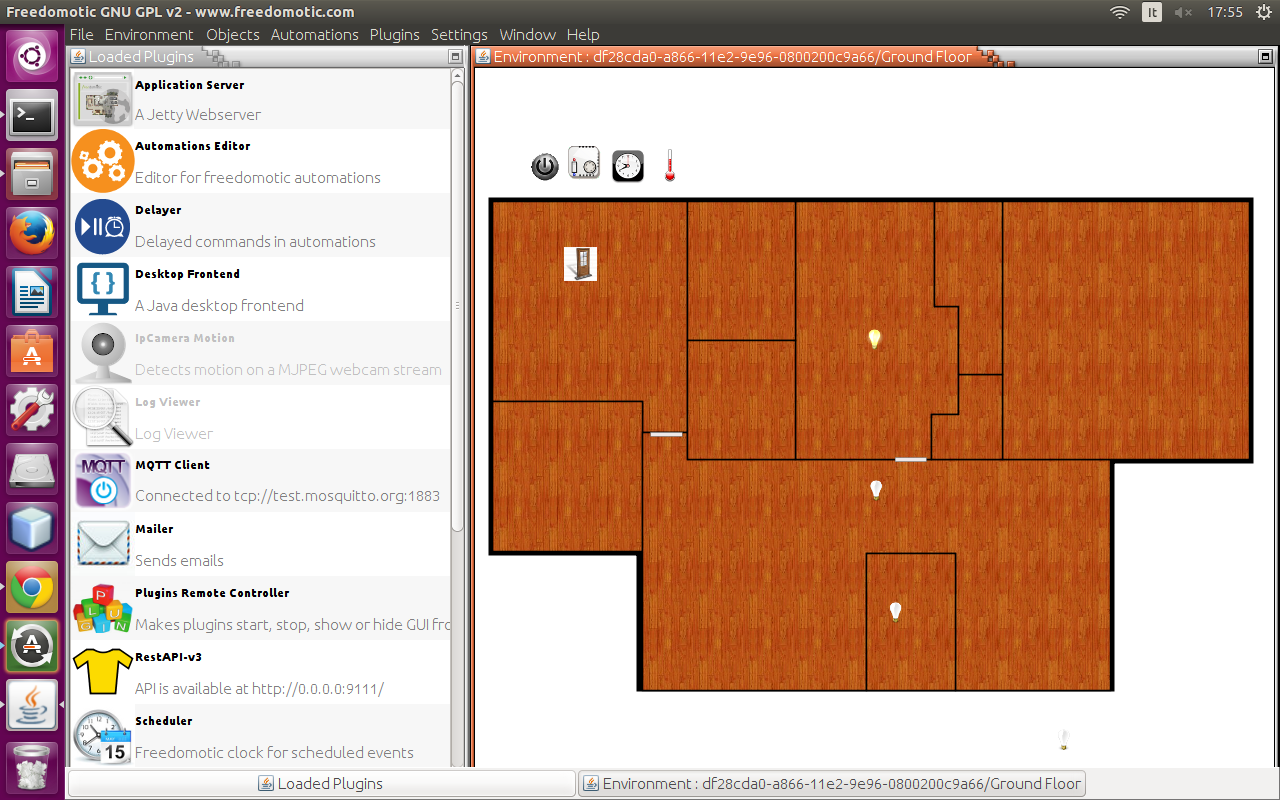 Freedomotic GNU GPL v2 - www.freedomotic.com
It
17:55
File Environment Objects Automations Plugins Settings Window Help
Loaded Plugins
Environment : df28cda0-a866-11e2-9e96-0800200c9a66/Ground Floor
Application Server
A Jetty Webserver
Automations Editor
Editor for freedomotic automations
Delayer
Delayed commands in automations
Desktop Frontend
A Java desktop frontend
IpCamera Motion
Detects motion on a MJPEG webcam stream
Log Viewer
Log Viewer
MQTT
MQTT Client
Connected to tcp://test.mosquitto.org:1883
Mailer
Sends emails
PLUGIN
Plugins Remote Controller
Makes plugins start, stop, show or hide GUI fro
RestAPI-v3
API is available at http://0.0.0.0:9111/
15
Scheduler
Freedomotic clock for scheduled events
Loaded Plugins
Environment : df28cda0-a866-11e2-9e96-0800200c9a66/Ground Floor